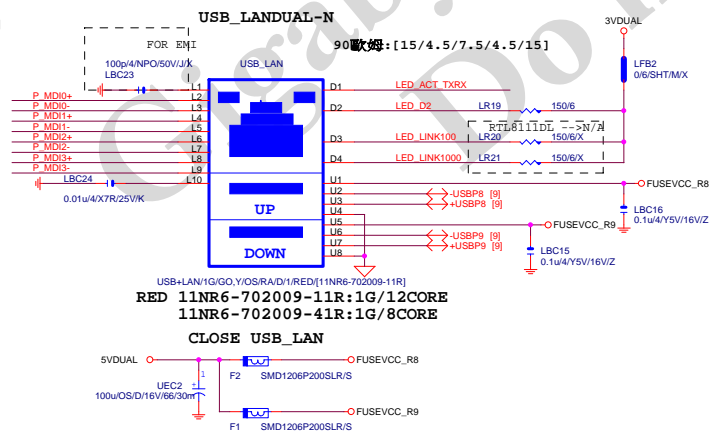 USB_LANDUAL-N
FOR EMI
100p/4/NPO/50V/J/X
LBC23
USB_LAN
90歐姆:[15/4.5/7.5/4.5/15]
3VDUAL
LFB2
0/6/SHT/M/X
P_MDI0+
P_MDI0-
P_MDI1+
P_MDI1-
P_MDI2+
P_MDI2-
P_MDI3+
P_MDI3-
L1
L2
L3
L4
L5
L6
L7
L8
L9
L10
LBC24
0.01u/4/X7R/25V/K
D1
LED_ACT_TXRX
D2
LED_D2
LR19
150/6
RTL8111DL -->N/A
D3
LED_LINK100
LR20
150/6/X
D4
LED_LINK1000
LR21
150/6/X
U1
FUSEVCC_R8
U2
-USBP8 [9]
U3
+USBP8 [9]
U4
U5
FUSEVCC_R9
U6
-USBP9 [9]
U7
+USBP9 [9]
U8
LBC16
0.1u/4/Y5V/16V/Z
LBC15
0.1u/4/Y5V/16V/Z
UP
DOWN
USB+LAN/1G/GO,Y/OS/RA/D/1/RED/[11NR6-702009-11R]
RED 11NR6-702009-11R:1G/12CORE
11NR6-702009-41R:1G/8CORE
CLOSE USB_LAN
5VDUAL
FUSEVCC_R8
F2
SMD1206P200SLR/S
1
+
UEC2
100u/OS/D/16V/66/30m
FUSEVCC_R9
F1
SMD1206P200SLR/S
Gigab
Do n